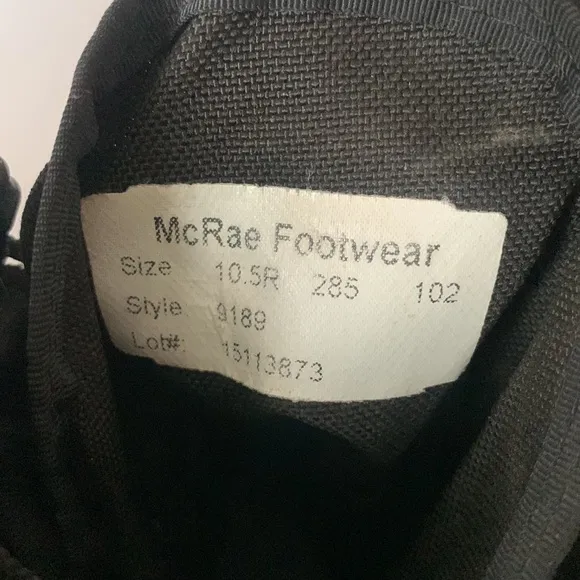 McRae Footwear
Size 10.5R 285 102
Style 9189
Lot#: 15113873